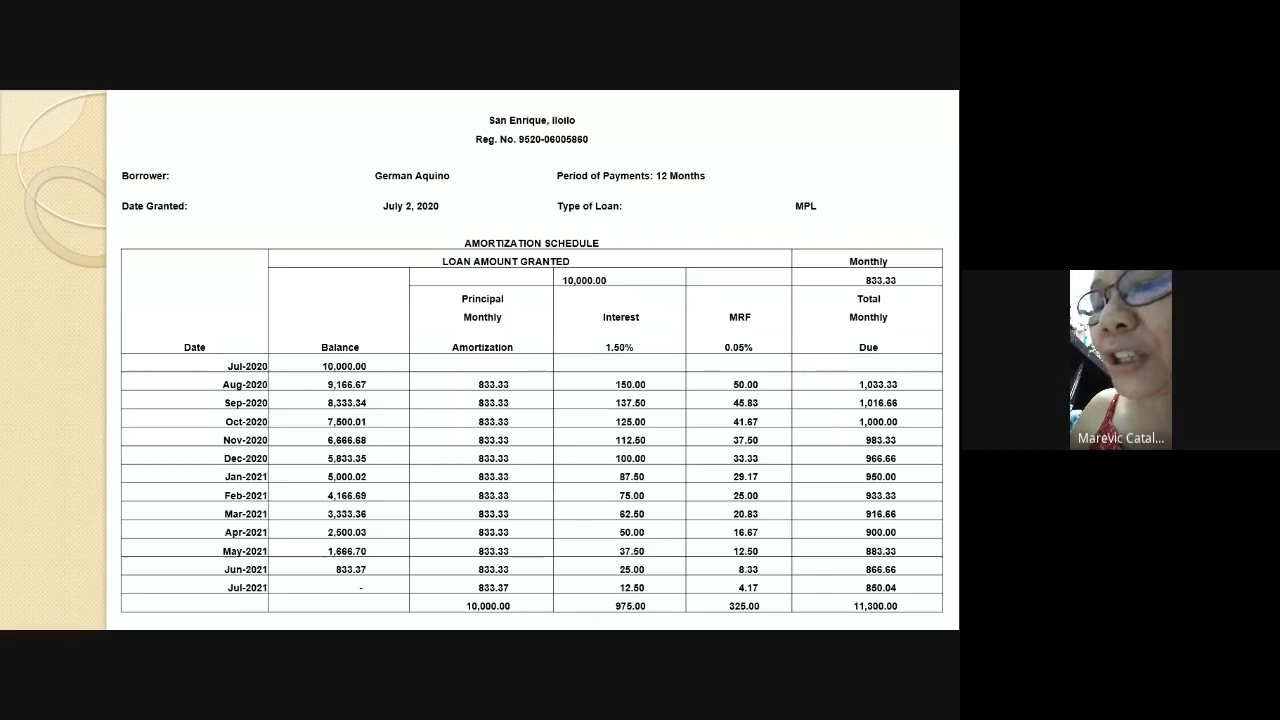 San Enrique, Iloilo
Reg. No. 9520-06005860
Borrower: German Aquino Period of Payments: 12 Months
Date Granted: July 2, 2020 Type of Loan: MPL
AMORTIZATION SCHEDULE
LOAN AMOUNT GRANTED Monthly
10,000.00 833.33
Principal Total
Monthly Interest MRF Monthly
Date Balance Amortization 1.50% 0.05% Due
Jul-2020 10,000.00
Aug-2020 9,166.67 833.33 150.00 50.00 1,033.33
Sep-2020 8,333.34 833.33 137.50 45.83 1,016.66
Oct-2020 7,500.01 833.33 125.00 41.67 1,000.00
Nov-2020 6,666.68 833.33 112.50 37.50 983.33
Dec-2020 5,833.35 833.33 100.00 33.33 966.66
Jan-2021 5,000.02 833.33 87.50 29.17 950.00
Feb-2021 4,166.69 833.33 75.00 25.00 933.33
Mar-2021 3,333.36 833.33 62.50 20.83 916.66
Apr-2021 2,500.03 833.33 50.00 16.67 900.00
May-2021 1,666.70 833.33 37.50 12.50 883.33
Jun-2021 833.37 833.33 25.00 8.33 866.66
Jul-2021 - 833.37 12.50 4.17 850.04
10,000.00 975.00 325.00 11,300.00
Marevic Catal...